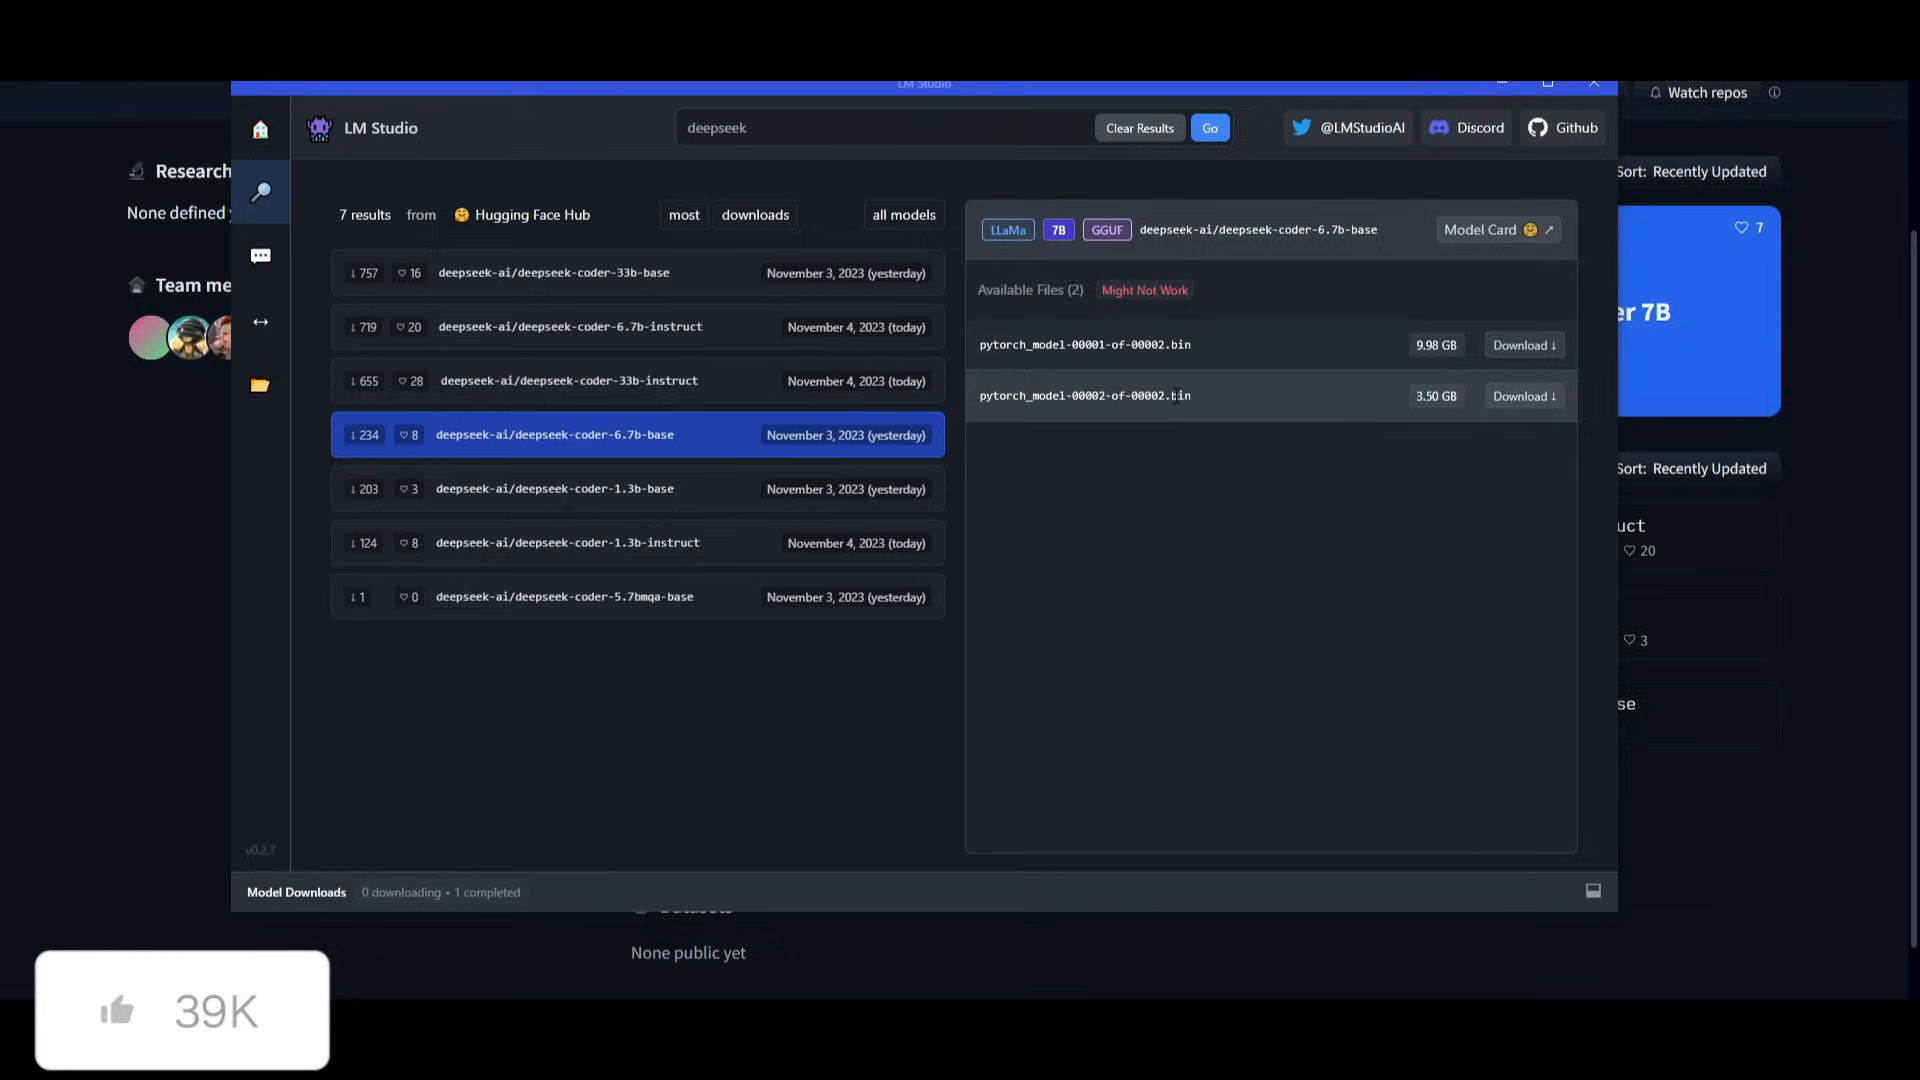 LM Studio
Watch repos
LM Studio
deepseek
Clear Results
Go
@LMStudioAI
Discord
Github
Research
None defined
Sort: Recently Updated
7 results from Hugging Face Hub
most
downloads
all models
LLaMa
7B
GGUF
deepseek-ai/deepseek-coder-6.7b-base
Model Card
7
Available Files (2)
Might Not Work
757 16 deepseek-ai/deepseek-coder-33b-base November 3, 2023 (yesterday)
719 20 deepseek-ai/deepseek-coder-6.7b-instruct November 4, 2023 (today)
655 28 deepseek-ai/deepseek-coder-33b-instruct November 4, 2023 (today)
234 8 deepseek-ai/deepseek-coder-6.7b-base November 3, 2023 (yesterday)
203 3 deepseek-ai/deepseek-coder-1.3b-base November 3, 2023 (yesterday)
124 8 deepseek-ai/deepseek-coder-1.3b-instruct November 4, 2023 (today)
1 0 deepseek-ai/deepseek-coder-5.7bmqa-base November 3, 2023 (yesterday)
pytorch_model-00001-of-00002.bin 9.98 GB Download ↓
pytorch_model-00002-of-00002.bin 3.50 GB Download ↓
Team me
er 7B
Sort: Recently Updated
uct
20
3
se
v0.2.7
Model Downloads 0 downloading • 1 completed
None public yet
39K